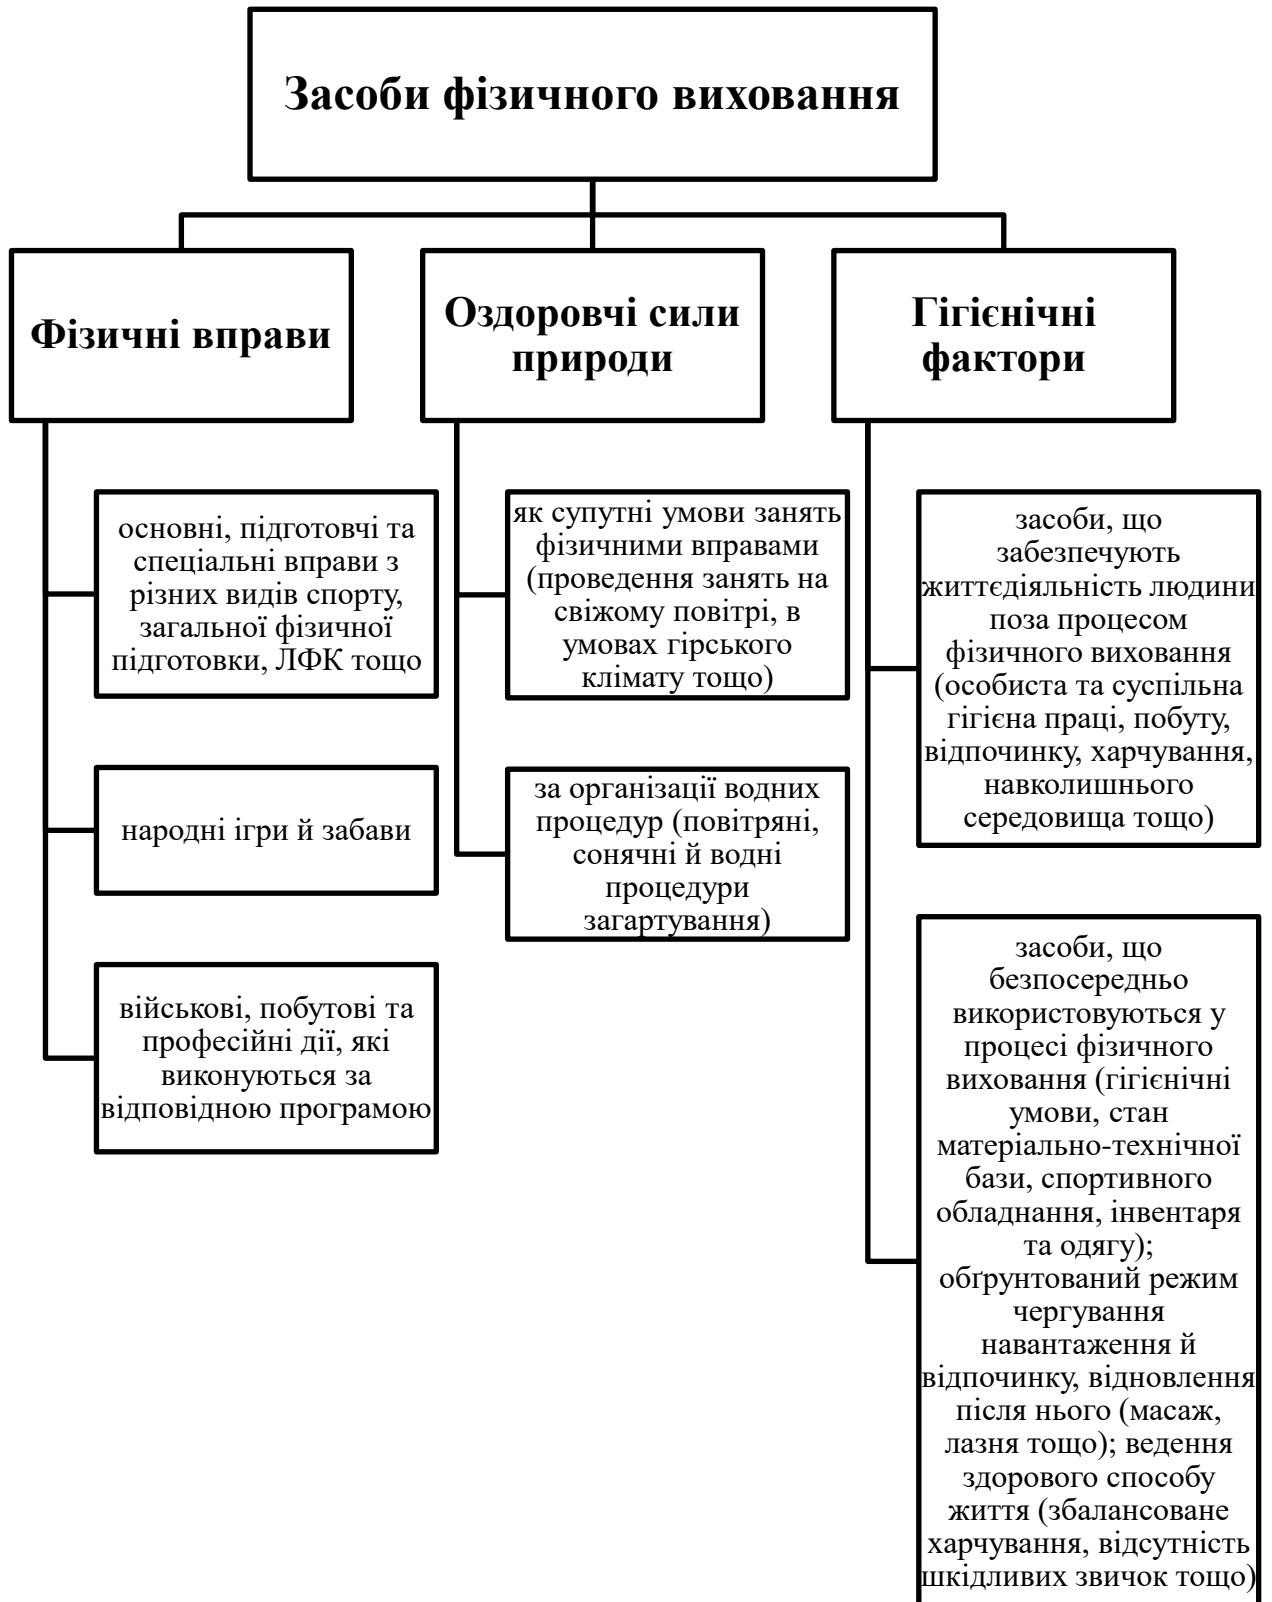 Засоби фізичного виховання
Фізичні вправи
основні, підготовчі та
спеціальні вправи з
різних видів спорту,
загальної фізичної
підготовки, ЛФК тощо
народні ігри й забави
військові, побутові та
професійні дії, які
виконуються за
відповідною програмою
Оздоровчі сили
природи
як супутні умови занять
фізичними вправами
(проведення занять на
свіжому повітрі, в
умовах гірського
клімату тощо)
за організації водних
процедур (повітряні,
сонячні й водні
процедури
загартування)
Гігієнічні
фактори
засоби, що
забезпечують
життєдіяльність людини
поза процесом
фізичного виховання
(особиста та суспільна
гігієна праці, побуту,
відпочинку, харчування,
навколишнього
середовища тощо)
засоби, що
безпосередньо
використовуються у
процесі фізичного
виховання (гігієнічні
умови, стан
матеріально-технічної
бази, спортивного
обладнання, інвентаря
та одягу);
обґрунтований режим
чергування
навантаження й
відпочинку, відновлення
після нього (масаж,
лазня тощо); ведення
здорового способу
життя (збалансоване
харчування, відсутність
шкідливих звичок тощо)